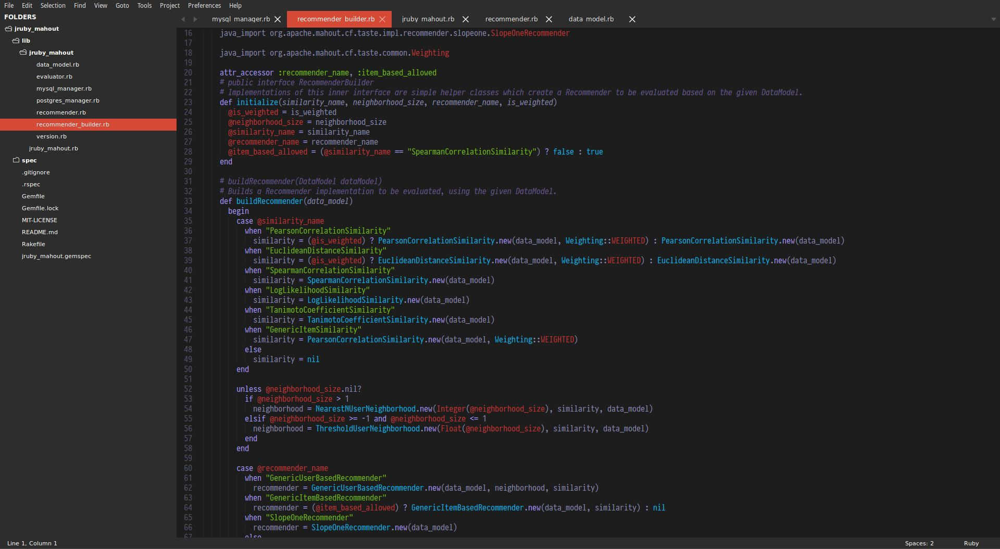 File Edit Selection Find View Goto Tools Project Preferences Help
FOLDERS
jruby_mahout
lib
jruby_mahout
data_model.rb
evaluator.rb
mysql_manager.rb
postgres_manager.rb
recommender.rb
recommender_builder.rb
version.rb
jruby_mahout.rb
spec
.gitignore
.rspec
Gemfile
Gemfile.lock
MIT-LICENSE
README.md
Rakefile
jruby_mahout.gemspec
mysql_manager.rb recommender_builder.rb jruby_mahout.rb recommender.rb data_model.rb
16 java_import org.apache.mahout.cf.taste.impl.recommender.slopeone.SlopeOneRecommender
17
18 java_import org.apache.mahout.cf.taste.common.Weighting
19
20 attr_accessor :recommender_name, :item_based_allowed
21 # public interface RecommenderBuilder
22 # Implementations of this inner interface are simple helper classes which create a Recommender to be evaluated based on the given DataModel.
23 def initialize(similarity_name, neighborhood_size, recommender_name, is_weighted)
24 @is_weighted = is_weighted
25 @neighborhood_size = neighborhood_size
26 @similarity_name = similarity_name
27 @recommender_name = recommender_name
28 @item_based_allowed = (@similarity_name == "SpearmanCorrelationSimilarity") ? false : true
29 end
30
31 # buildRecommender(DataModel dataModel)
32 # Builds a Recommender implementation to be evaluated, using the given DataModel.
33 def buildRecommender(data_model)
34 begin
35 case @similarity_name
36 when "PearsonCorrelationSimilarity"
37 similarity = (@is_weighted) ? PearsonCorrelationSimilarity.new(data_model, Weighting::WEIGHTED) : PearsonCorrelationSimilarity.new(data_model)
38 when "EuclideanDistanceSimilarity"
39 similarity = (@is_weighted) ? EuclideanDistanceSimilarity.new(data_model, Weighting::WEIGHTED) : EuclideanDistanceSimilarity.new(data_model)
40 when "SpearmanCorrelationSimilarity"
41 similarity = SpearmanCorrelationSimilarity.new(data_model)
42 when "LogLikelihoodSimilarity"
43 similarity = LogLikelihoodSimilarity.new(data_model)
44 when "TanimotoCoefficientSimilarity"
45 similarity = TanimotoCoefficientSimilarity.new(data_model)
46 when "GenericItemSimilarity"
47 similarity = PearsonCorrelationSimilarity.new(data_model, Weighting::WEIGHTED)
48 else
49 similarity = nil
50 end
51
52 unless @neighborhood_size.nil?
53 if @neighborhood_size > 1
54 neighborhood = NearestNUserNeighborhood.new(Integer(@neighborhood_size), similarity, data_model)
55 elsif @neighborhood_size >= -1 and @neighborhood_size <= 1
56 neighborhood = ThresholdUserNeighborhood.new(Float(@neighborhood_size), similarity, data_model)
57 end
58 end
59
60 case @recommender_name
61 when "GenericUserBasedRecommender"
62 recommender = GenericUserBasedRecommender.new(data_model, neighborhood, similarity)
63 when "GenericItemBasedRecommender"
64 recommender = (@item_based_allowed) ? GenericItemBasedRecommender.new(data_model, similarity) : nil
65 when "SlopeOneRecommender"
66 recommender = SlopeOneRecommender.new(data_model)
67 else
Line 1, Column 1 Spaces: 2 Ruby